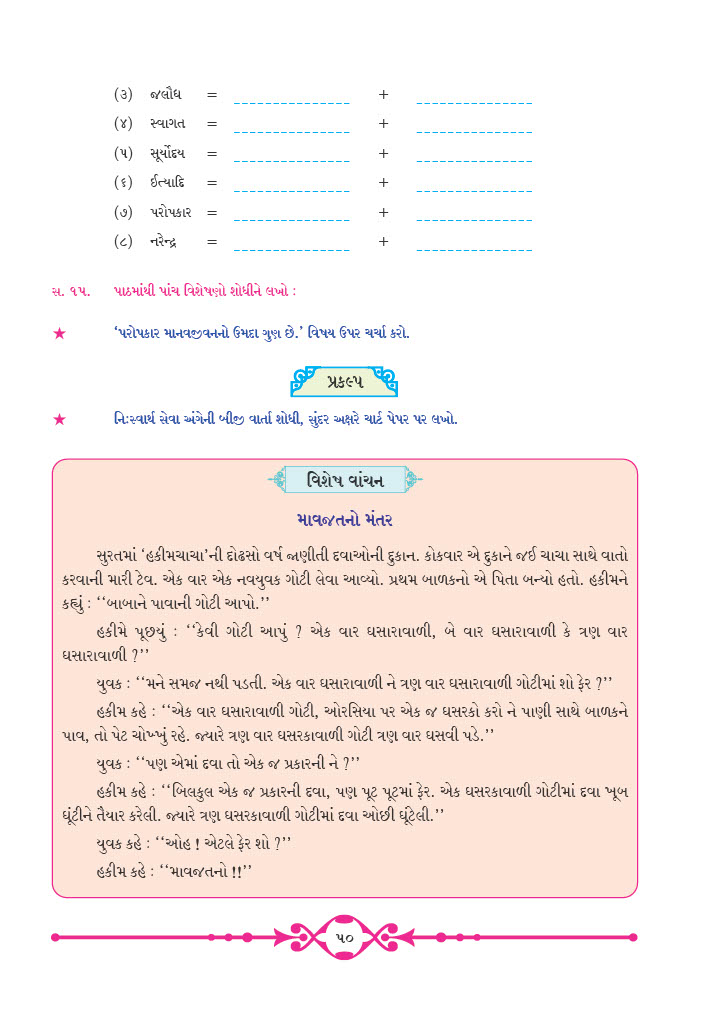 (૩) જલૌઘ = _______________ + _______________
(૪) સ્વાગત = _______________ + _______________
(૫) સૂર્યોદય = _______________ + _______________
(૬) ઈત્યાદિ = _______________ + _______________
(૭) પરોપકાર = _______________ + _______________
(૮) નરેન્દ્ર = _______________ + _______________
સ. ૧૫. પાઠમાંથી પાંચ વિશેષણો શોધીને લખો :
★ ‘પરોપકાર માનવજીવનનો ઉમદા ગુણ છે.’ વિષય ઉપર ચર્ચા કરો.
પ્રકલ્પ
★ નિઃસ્વાર્થ સેવા અંગેની બીજી વાર્તા શોધી, સુંદર અક્ષરે ચાર્ટ પેપર પર લખો.
વિશેષ વાંચન
માવજતનો મંતર
સુરતમાં ‘હકીમચાચા’ની દોઢસો વર્ષ જાણીતી દવાઓની દુકાન. કોકવાર એ દુકાને જઈ ચાચા સાથે વાતો
કરવાની મારી ટેવ. એક વાર એક નવયુવક ગોટી લેવા આવ્યો. પ્રથમ બાળકનો એ પિતા બન્યો હતો. હકીમને
કહ્યું : ‘‘બાબાને પાવાની ગોટી આપો.’’
હકીમે પૂછયું : ‘‘કેવી ગોટી આપું ? એક વાર ઘસારાવાળી, બે વાર ઘસારાવાળી કે ત્રણ વાર
ઘસારાવાળી ?’’
યુવક : ‘‘મને સમજ નથી પડતી. એક વાર ઘસારાવાળી ને ત્રણ વાર ઘસારાવાળી ગોટીમાં શો ફેર ?’’
હકીમ કહે : ‘‘એક વાર ઘસારાવાળી ગોટી, ઓરસિયા પર એક જ ઘસરકો કરો ને પાણી સાથે બાળકને
પાવ, તો પેટ ચોખ્ખું રહે. જ્યારે ત્રણ વાર ઘસરકાવાળી ગોટી ત્રણ વાર ઘસવી પડે.’’
યુવક : ‘‘પણ એમાં દવા તો એક જ પ્રકારની ને ?’’
હકીમ કહે : ‘‘બિલકુલ એક જ પ્રકારની દવા, પણ પૂટ પૂટમાં ફેર. એક ઘસરકાવાળી ગોટીમાં દવા ખૂબ
ઘૂંટીને તૈયાર કરેલી. જ્યારે ત્રણ ઘસરકાવાળી ગોટીમાં દવા ઓછી ઘૂંટેલી.’’
યુવક કહે : ‘‘ઓહ ! એટલે ફેર શો ?’’
હકીમ કહે : ‘‘માવજતનો !!’’
૫૦